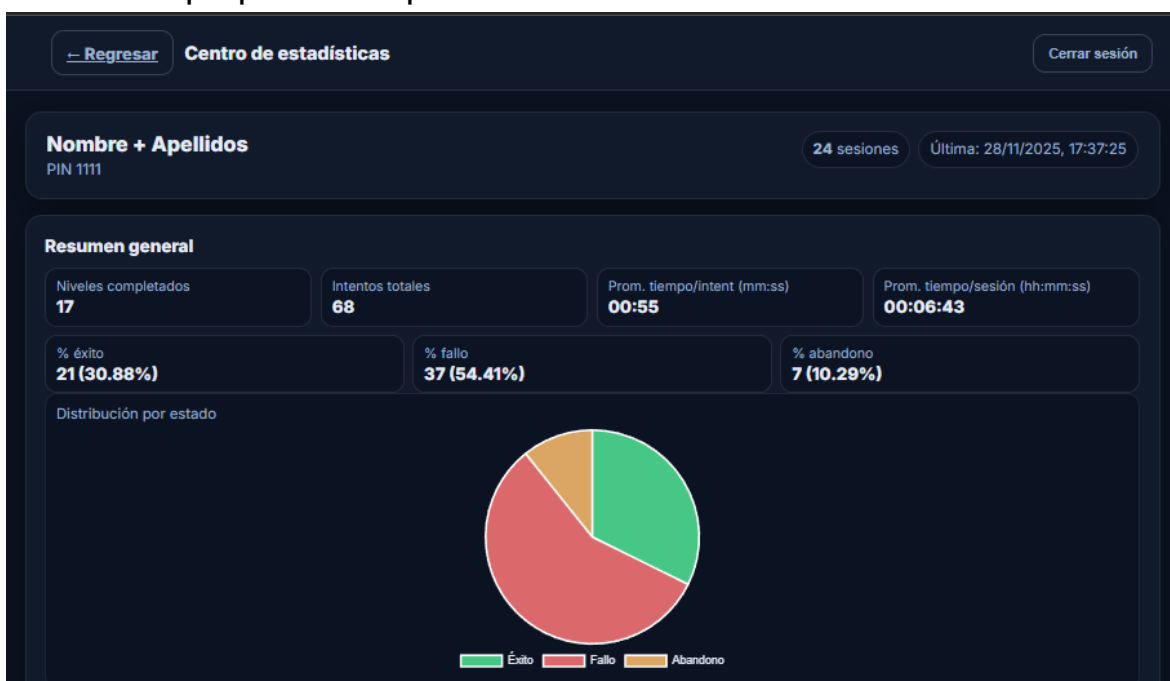 ← Regresar Centro de estadísticas Cerrar sesión
Nombre + Apellidos
PIN 1111
24 sesiones Última: 28/11/2025, 17:37:25
Resumen general
Niveles completados Intentos totales Prom. tiempo/intent (mm:ss) Prom. tiempo/sesión (hh:mm:ss)
17 68 00:55 00:06:43
% éxito % fallo % abandono
21 (30.88%) 37 (54.41%) 7 (10.29%)
Distribución por estado
Éxito Fallo Abandono